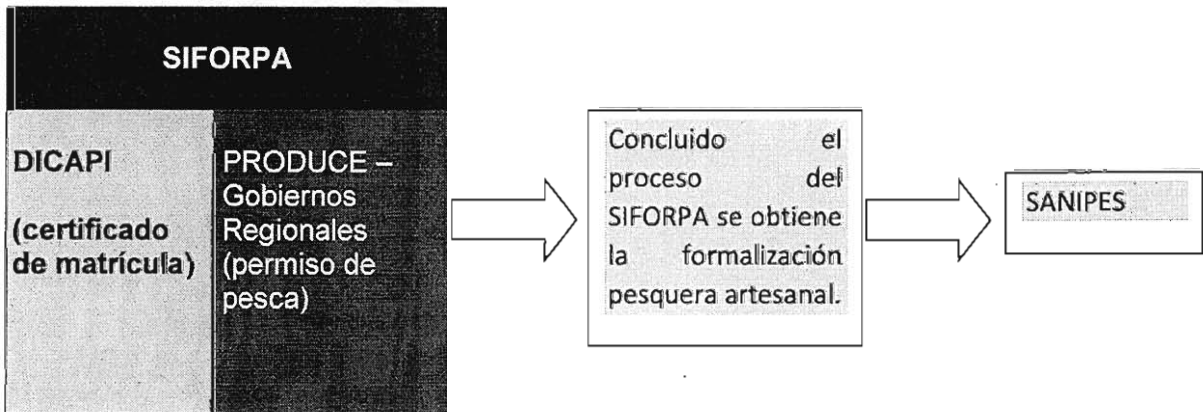 SIFORPA
DICAPI
(certificado
de matrícula)
PRODUCE –
Gobiernos
Regionales
(permiso de
pesca)
Concluido el
proceso del
SIFORPA se obtiene
la formalización
pesquera artesanal.
SANIPES